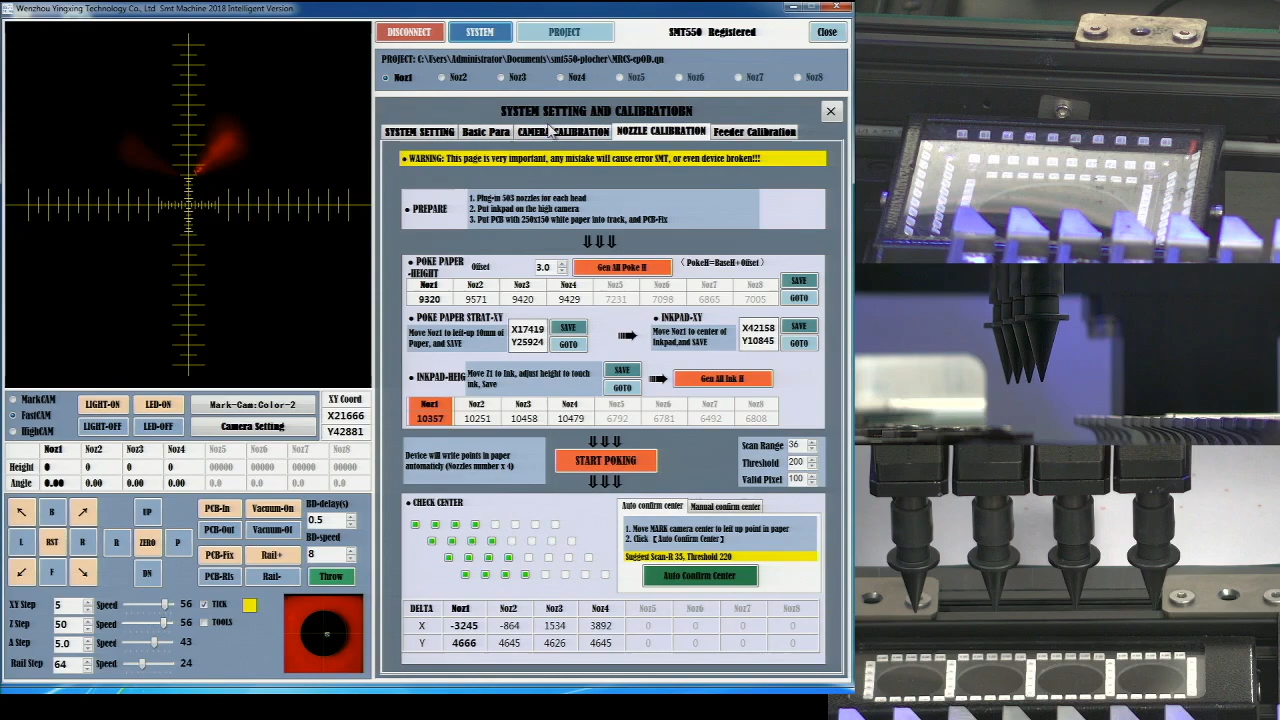 Wenzhou Yingxing Technology Co, Ltd, Smt Machine 2018 Intelligent Version
DISCONNECT SYSTEM PROJECT SMT550 Registered Close
PROJECT: C:\Users\Administrator\Documents\smt550-plocher\MRCS-cpOD.qn
Noz1 Noz2 Noz3 Noz4 Noz5 Noz6 Noz7 Noz8
SYSTEM SETTING AND CALIBRATIOBN
SYSTEM SETTING Basic Para CAMERA CALIBRATION NOZZLE CALIBRATION Feeder Calibration
WARNING: This page is very important, any mistake will cause error SMT, or even device broken!!!
PREPARE
1. Plug-in 503 nozzles for each head
2. Put inkpad on the high camera
3. Put PCB with 250x150 white paper into track, and PCB-Fix
POKE PAPER
-HEIGHT
Offset 3.0 Gen All Poke H (PokeH=BaseH+Offset)
SAVE
Noz1 Noz2 Noz3 Noz4 Noz5 Noz6 Noz7 Noz8
9320 9571 9420 9429 7231 7098 6865 7005
GOTO
POKE PAPER STRAT-XY
Move Noz1 to left-up 10mm of
Paper, and SAVE
X17419
Y25924
SAVE
GOTO
INKPAD-XY
Move Noz1 to center of
Inkpad,and SAVE
X42158
Y10845
SAVE
GOTO
INKPAD-HEIG
Move Z1 to Ink, adjust height to touch
ink, Save
SAVE
GOTO
Gen All Ink H
Noz1 Noz2 Noz3 Noz4 Noz5 Noz6 Noz7 Noz8
10357 10251 10458 10479 6792 6781 6492 6808
Device will write points in paper
automaticly (Nozzles number x 4)
START POKING
Scan Range 36
Threshold 200
Valid Pixel 100
CHECK CENTER
Auto confirm center Manual confirm center
1. Move MARK camera center to left up point in paper
2. Click 【Auto Confirm Center】
Suggest Scan-R 35, Threshold 220
Auto Confirm Center
DELTA Noz1 Noz2 Noz3 Noz4 Noz5 Noz6 Noz7 Noz8
X -3245 -864 1534 3892 0 0 0 0
Y 4666 4645 4626 4645 0 0 0 0
MarkCAM LIGHT-ON LED-ON Mark-Cam:Color-2 XY Coord
FastCAM X21666
HighCAM LIGHT-OFF LED-OFF Camera Setting Y42881
Noz1 Noz2 Noz3 Noz4 Noz5 Noz6 Noz7 Noz8
Height 0 0 0 0 00000 00000 00000 00000
Angle 0.00 0.00 0.00 0.00 0.0 0.0 0.0 0.0
B UP PCB-In Vacuum-On BD-delay(s)
0.5
L RST R R ZERO P PCB-Out Vacuum-Of BD-speed
PCB-Fix Rail+ 8
F DN PCB-Rls Rail- Throw
XY Step 5 Speed 56 TICK
Z Step 50 Speed 56 TOOLS
A Step 5.0 Speed 43
Rail Step 64 Speed 24